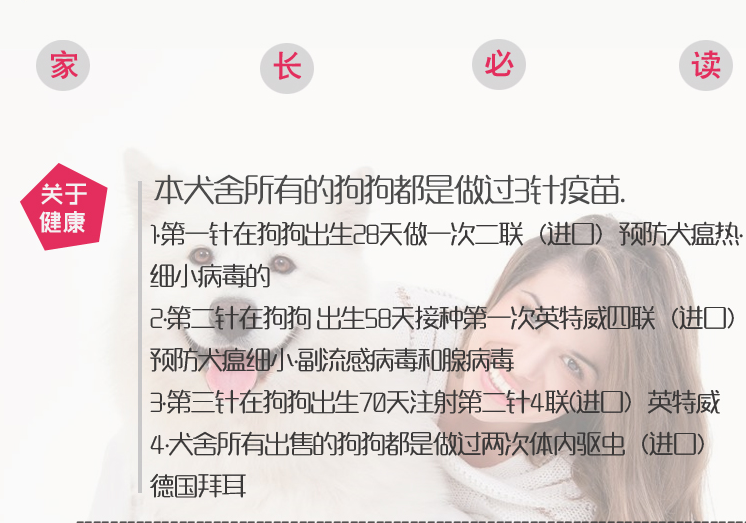 家 长 必 读
关于
健康
本犬舍所有的狗狗都是做过3针疫苗.
1·第一针在狗狗出生28天做一次二联（进口）预防犬瘟热·
细小病毒的
2·第二针在狗狗 出生58天接种第一次英特威四联（进口）
预防犬瘟细小·副流感病毒和腺病毒
3·第三针在狗狗出生70天注射第二针4联(进口）英特威
4·犬舍所有出售的狗狗都是做过两次体内驱虫（进口）
德国拜耳